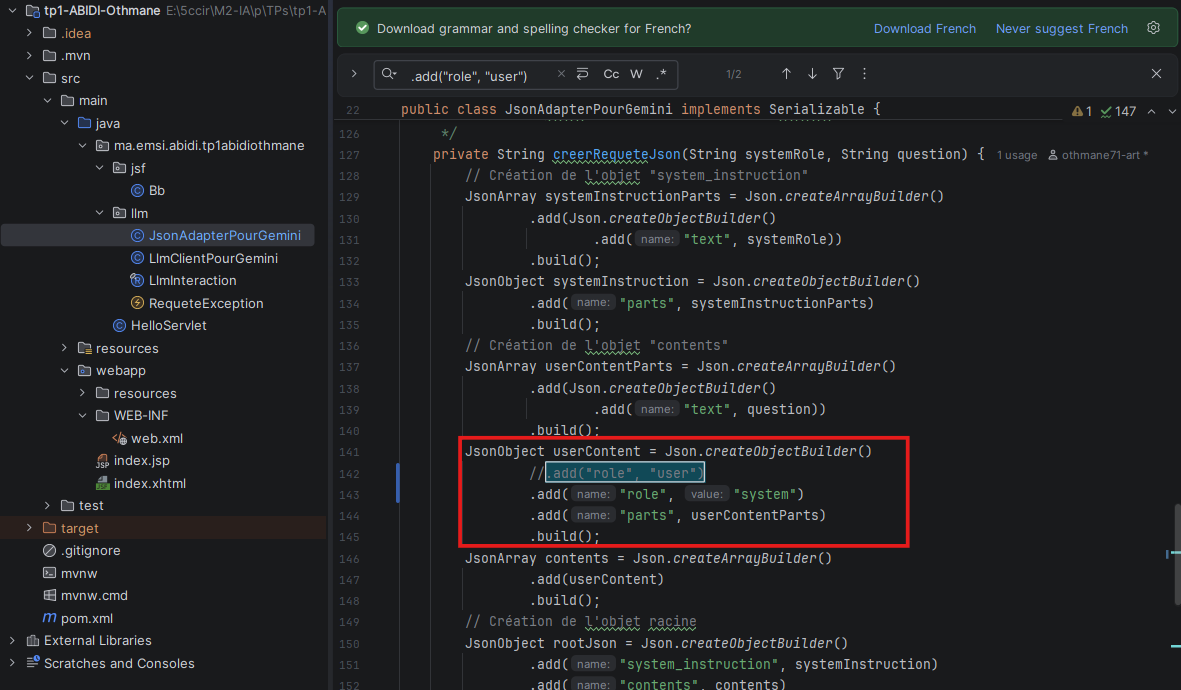 tp1-ABIDI-Othmane E:\5ccir\M2-IA\p\TPs\tp1-A
.idea
.mvn
src
main
java
ma.emsi.abidi.tp1abidiothmane
jsf
Bb
llm
JsonAdapterPourGemini
LlmClientPourGemini
LlmInteraction
RequeteException
HelloServlet
resources
webapp
resources
WEB-INF
web.xml
index.jsp
index.xhtml
test
target
.gitignore
mvnw
mvnw.cmd
pom.xml
External Libraries
Scratches and Consoles
Download grammar and spelling checker for French? Download French Never suggest French
.add("role", "user") × Cc W .* 1/2
22 public class JsonAdapterPourGemini implements Serializable { 1 147
126 */
127 private String creerRequeteJson(String systemRole, String question) { 1 usage othmane71-art *
128 // Création de l'objet "system_instruction"
129 JsonArray systemInstructionParts = Json.createArrayBuilder()
130 .add(Json.createObjectBuilder()
131 .add( name: "text", systemRole))
132 .build();
133 JsonObject systemInstruction = Json.createObjectBuilder()
134 .add( name: "parts", systemInstructionParts)
135 .build();
136 // Création de l'objet "contents"
137 JsonArray userContentParts = Json.createArrayBuilder()
138 .add(Json.createObjectBuilder()
139 .add( name: "text", question))
140 .build();
141 JsonObject userContent = Json.createObjectBuilder()
142 //.add("role", "user")
143 .add( name: "role", value: "system")
144 .add( name: "parts", userContentParts)
145 .build();
146 JsonArray contents = Json.createArrayBuilder()
147 .add(userContent)
148 .build();
149 // Création de l'objet racine
150 JsonObject rootJson = Json.createObjectBuilder()
151 .add( name: "system_instruction", systemInstruction)
152 .add( name: "contents", contents)